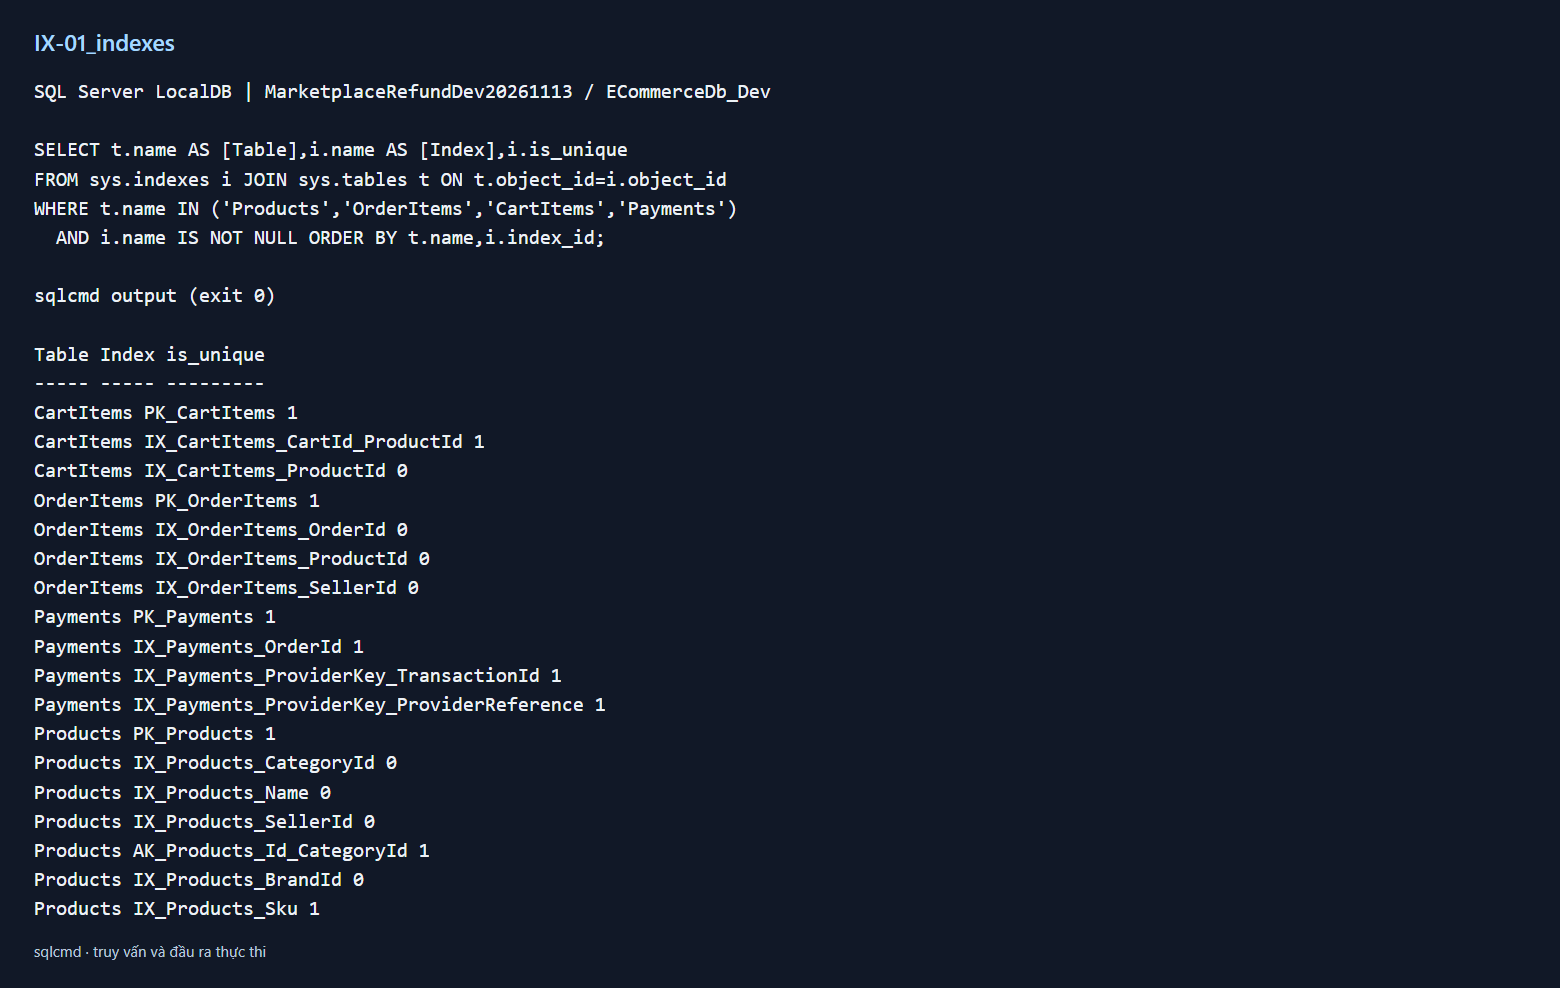 IX-01_indexes
SQL Server LocalDB | MarketplaceRefundDev20261113 / ECommerceDb_Dev
SELECT t.name AS [Table],i.name AS [Index],i.is_unique
FROM sys.indexes i JOIN sys.tables t ON t.object_id=i.object_id
WHERE t.name IN ('Products','OrderItems','CartItems','Payments')
  AND i.name IS NOT NULL ORDER BY t.name,i.index_id;
sqlcmd output (exit 0)
Table Index is_unique
----- ----- ---------
CartItems PK_CartItems 1
CartItems IX_CartItems_CartId_ProductId 1
CartItems IX_CartItems_ProductId 0
OrderItems PK_OrderItems 1
OrderItems IX_OrderItems_OrderId 0
OrderItems IX_OrderItems_ProductId 0
OrderItems IX_OrderItems_SellerId 0
Payments PK_Payments 1
Payments IX_Payments_OrderId 1
Payments IX_Payments_ProviderKey_TransactionId 1
Payments IX_Payments_ProviderKey_ProviderReference 1
Products PK_Products 1
Products IX_Products_CategoryId 0
Products IX_Products_Name 0
Products IX_Products_SellerId 0
Products AK_Products_Id_CategoryId 1
Products IX_Products_BrandId 0
Products IX_Products_Sku 1
sqlcmd · truy vấn và đầu ra thực thi